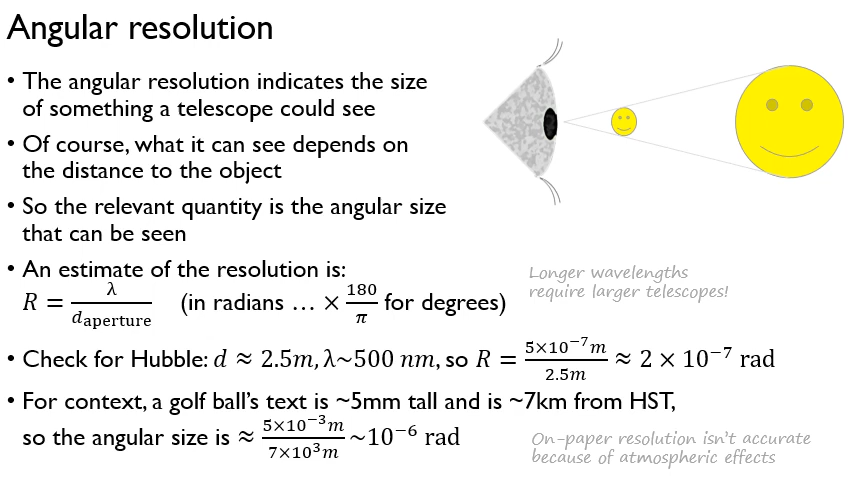 Angular resolution
• The angular resolution indicates the size
of something a telescope could see
• Of course, what it can see depends on
the distance to the object
• So the relevant quantity is the angular size
that can be seen
• An estimate of the resolution is:
R = λ/d_aperture (in radians … × 180/π for degrees)
Longer wavelengths
require larger telescopes!
• Check for Hubble: d ≈ 2.5m, λ~500 nm, so R = 5×10⁻⁷m/2.5m ≈ 2 × 10⁻⁷ rad
• For context, a golf ball's text is ~5mm tall and is ~7km from HST,
so the angular size is ≈ 5×10⁻³m/7×10³m ~10⁻⁶ rad
On-paper resolution isn't accurate
because of atmospheric effects